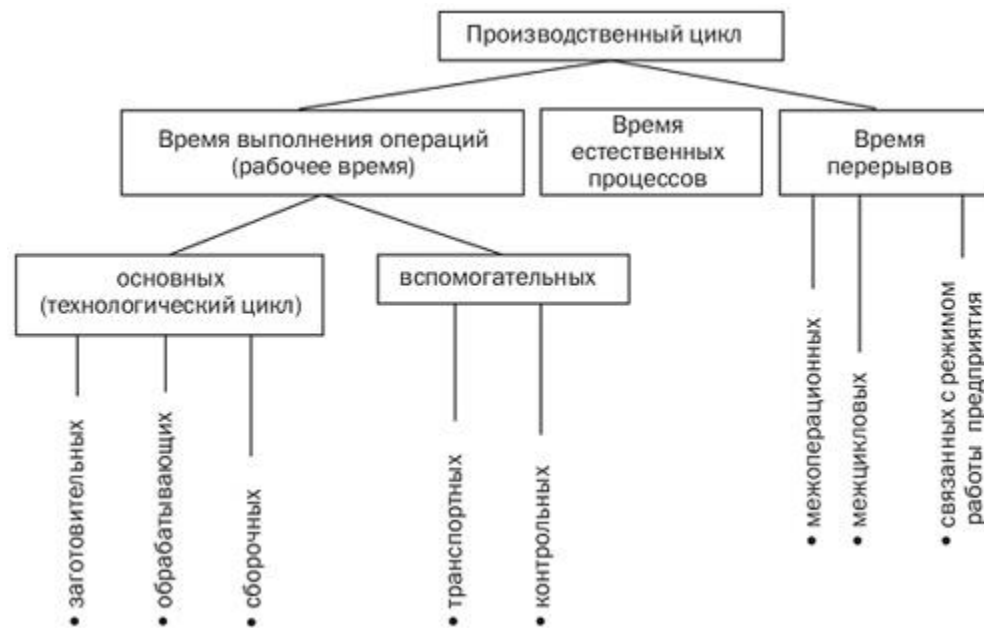 Производственный цикл
Время выполнения операций
(рабочее время)
Время
естественных
процессов
Время
перерывов
основных
(технологический цикл)
вспомогательных
• заготовительных
• обрабатывающих
• сборочных
• транспортных
• контрольных
• межоперационных
• межцикловых
• связанных с режимом
работы предприятия